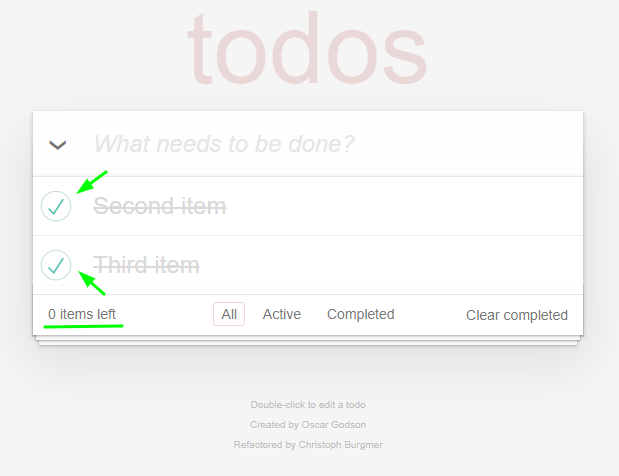 todos
What needs to be done?
Second item
Third item
0 items left All Active Completed Clear completed
Double-click to edit a todo
Created by Oscar Godson
Refactored by Christoph Burgmer